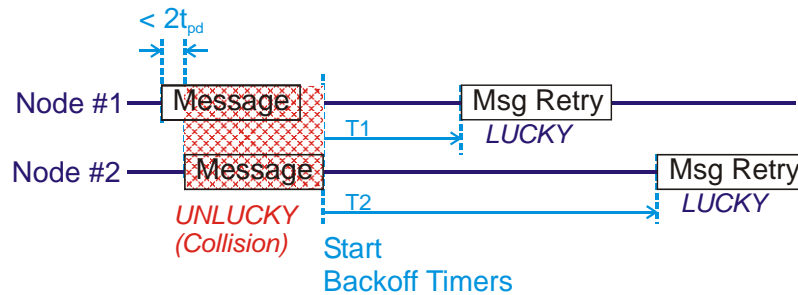 < 2tpd
Node #1
Message
Msg Retry
T1
LUCKY
Node #2
Message
Msg Retry
T2
LUCKY
UNLUCKY
(Collision)
Start
Backoff Timers